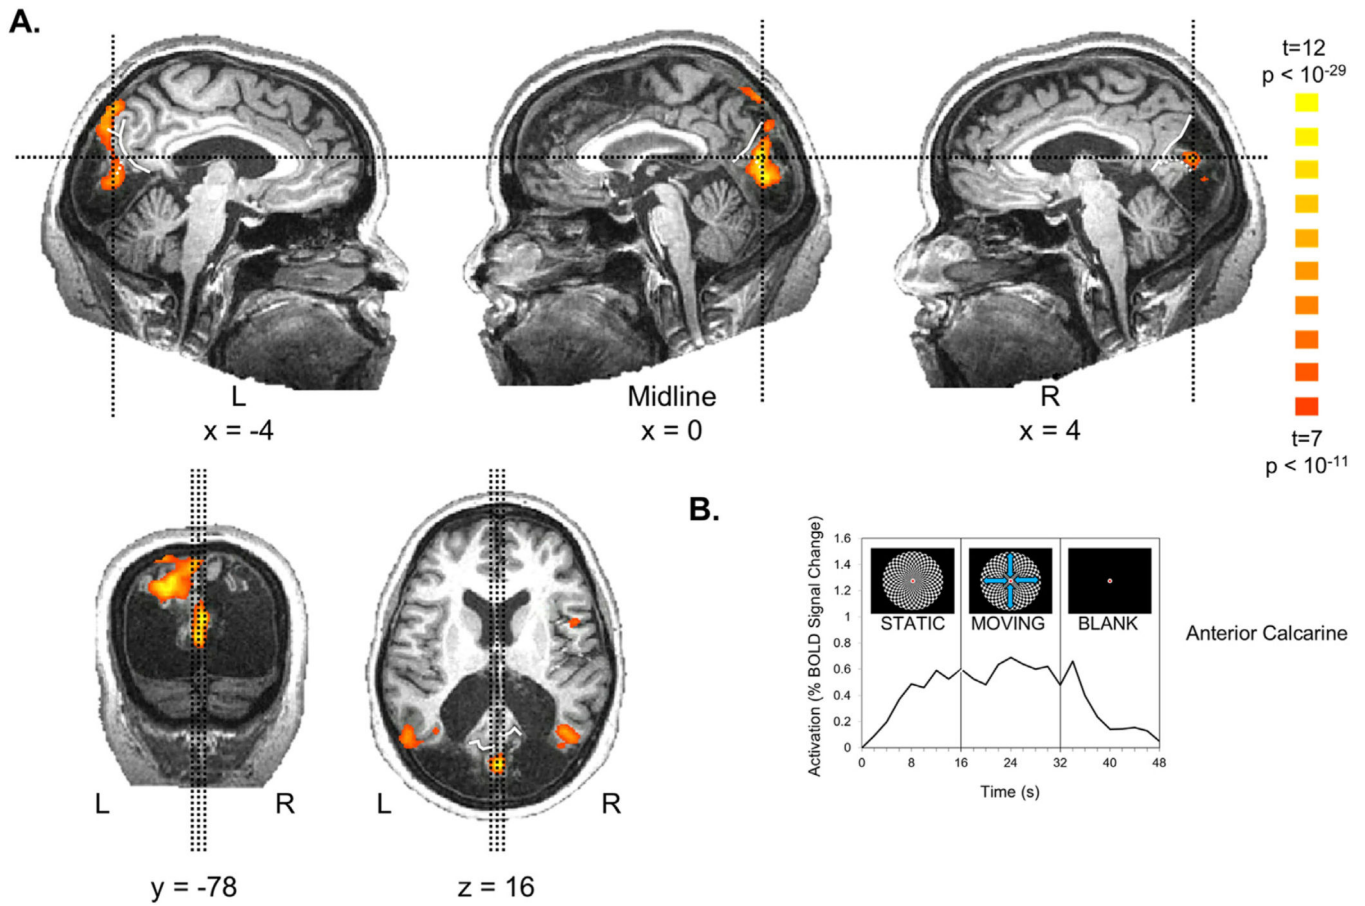 A.
t=12
p < 10-29
t=7
p < 10-11
L
x = -4
Midline
x = 0
R
x = 4
L
R
y = -78
L
R
z = 16
B.
Activation (% BOLD Signal Change)
1.6
1.4
1.2
1
0.8
0.6
0.4
0.2
0
STATIC
MOVING
BLANK
0
8
16
24
32
40
48
Time (s)
Anterior Calcarine